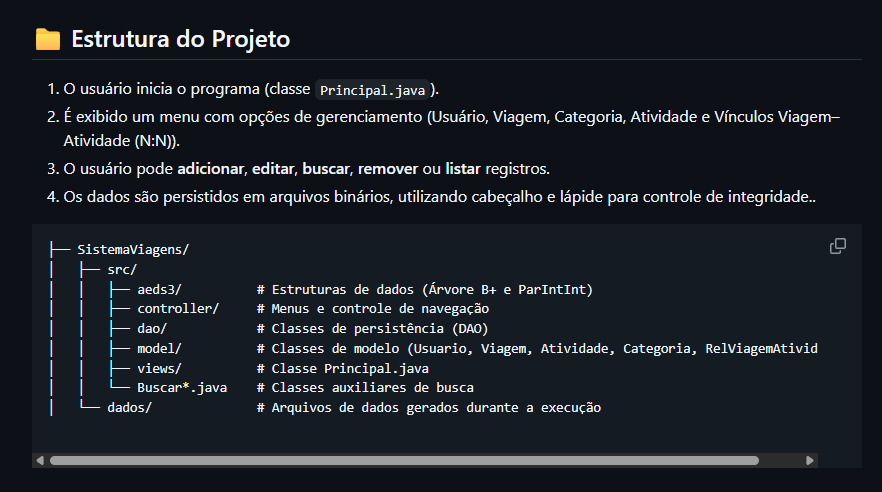 📁 Estrutura do Projeto
1. O usuário inicia o programa (classe Principal.java).
2. É exibido um menu com opções de gerenciamento (Usuário, Viagem, Categoria, Atividade e Vínculos Viagem–
Atividade (N:N)).
3. O usuário pode adicionar, editar, buscar, remover ou listar registros.
4. Os dados são persistidos em arquivos binários, utilizando cabeçalho e lápide para controle de integridade..
├── SistemaViagens/
│   ├── src/
│   │   ├── aeds3/          # Estruturas de dados (Árvore B+ e ParIntInt)
│   │   ├── controller/     # Menus e controle de navegação
│   │   ├── dao/            # Classes de persistência (DAO)
│   │   ├── model/          # Classes de modelo (Usuario, Viagem, Atividade, Categoria, RelViagemAtivid
│   │   ├── views/          # Classe Principal.java
│   │   └── Buscar*.java    # Classes auxiliares de busca
│   └── dados/              # Arquivos de dados gerados durante a execução